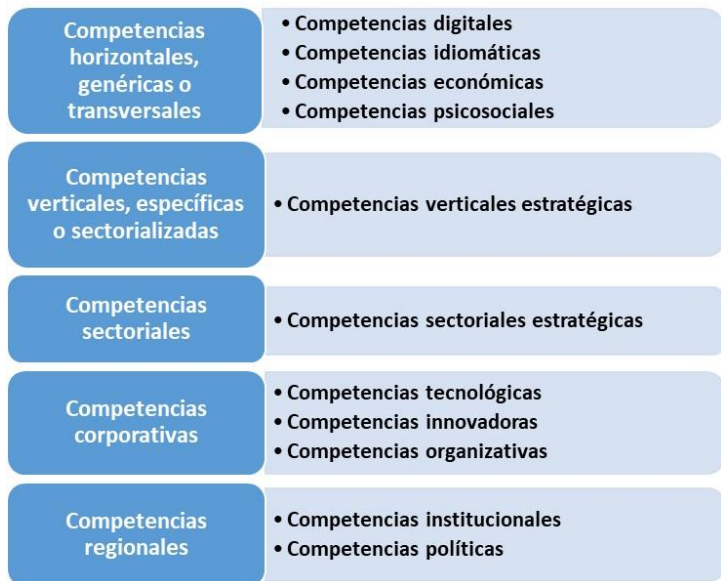 Competencias
horizontales,
genéricas o
transversales
• Competencias digitales
• Competencias idiomáticas
• Competencias económicas
• Competencias psicosociales
Competencias
verticales, específicas
o sectorializadas
• Competencias verticales estratégicas
Competencias
sectoriales
• Competencias sectoriales estratégicas
Competencias
corporativas
• Competencias tecnológicas
• Competencias innovadoras
• Competencias organizativas
Competencias
regionales
• Competencias institucionales
• Competencias políticas